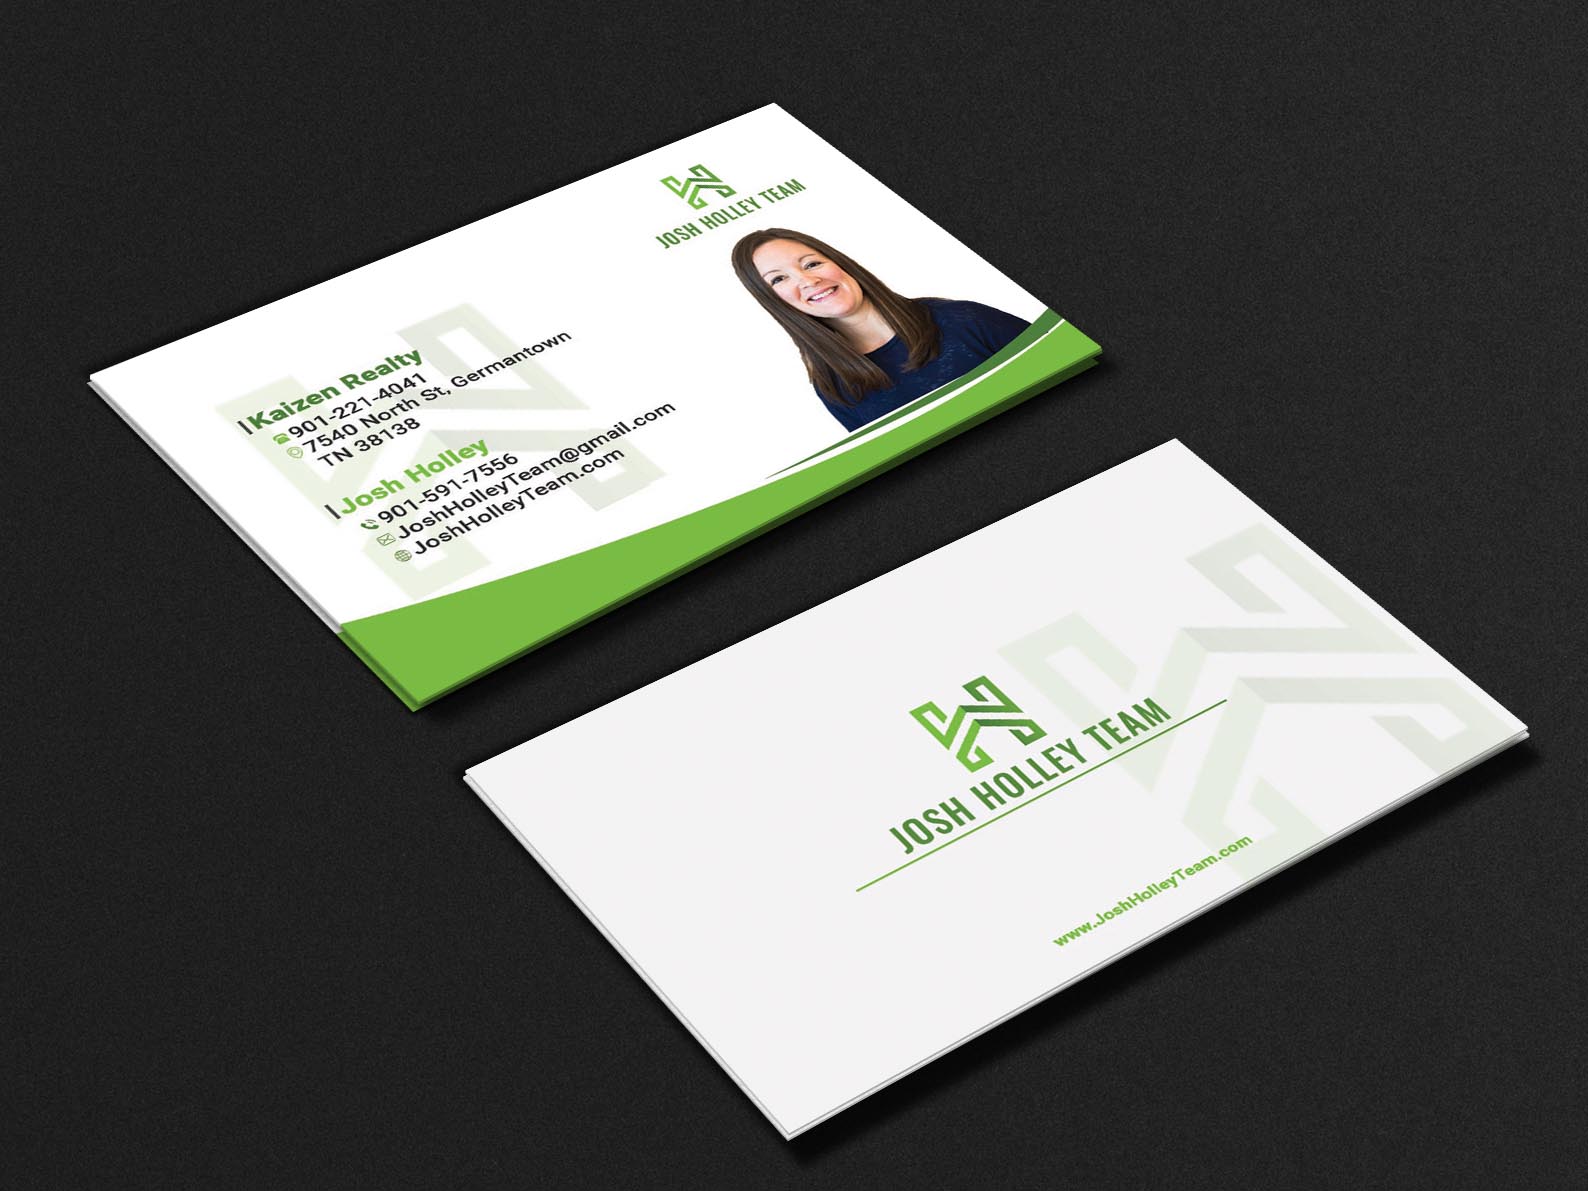 JOSH HOLLEY TEAM
Kaizen Realty
901-221-4041
7540 North St, Germantown
TN 38138
Josh Holley
901-591-7556
JoshHolleyTeam@gmail.com
JoshHolleyTeam.com
JOSH HOLLEY TEAM
www.JoshHolleyTeam.com